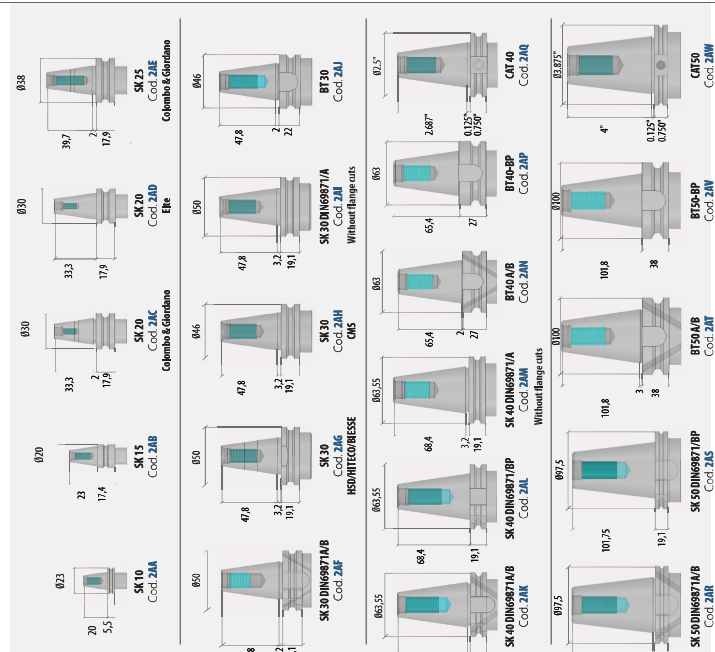 Ø23
20
5,5
SK 10
Cod. 2AA
Ø20
23
17,4
SK 15
Cod. 2AB
Ø30
33,3
2
17,9
SK 20
Cod. 2AC
Colombo & Giordano
Ø30
33,3
17,9
SK 20
Cod. 2AD
Elte
Ø38
39,7
2
17,9
SK 25
Cod. 2AE
Colombo & Giordano
Ø50
8
2
,1
SK 30 DIN69871A/B
Cod. 2AF
Ø50
47,8
3,2
19,1
SK 30
Cod. 2AG
HSD/HITECO/BIESSE
Ø46
47,8
3,2
19,1
SK 30
Cod. 2AH
CMS
Ø50
47,8
3,2
19,1
SK 30 DIN69871/A
Cod. 2AI
Without flange cuts
Ø46
47,8
2
22
BT30
Cod. 2AJ
Ø63,55
SK 40 DIN69871A/B
Cod. 2AK
Ø63,55
68,4
19,1
SK 40 DIN69871/BP
Cod. 2AL
Ø63,55
68,4
3,2
19,1
SK 40 DIN69871/A
Cod. 2AM
Without flange cuts
Ø63
65,4
2
27
BT40 A/B
Cod. 2AN
Ø63
65,4
27
BT40-BP
Cod. 2AP
Ø2.5"
2.687"
0.125"
0.750"
CAT 40
Cod. 2AQ
Ø97,5
SK 50 DIN69871A/B
Cod. 2AR
Ø97,5
101,75
19,1
SK 50 DIN69871/BP
Cod. 2AS
Ø100
101,8
3
38
BT50 A/B
Cod. 2AT
Ø100
101,8
38
BT50-BP
Cod. 2AV
Ø3.875"
4"
0.125"
0.750"
CAT50
Cod. 2AW